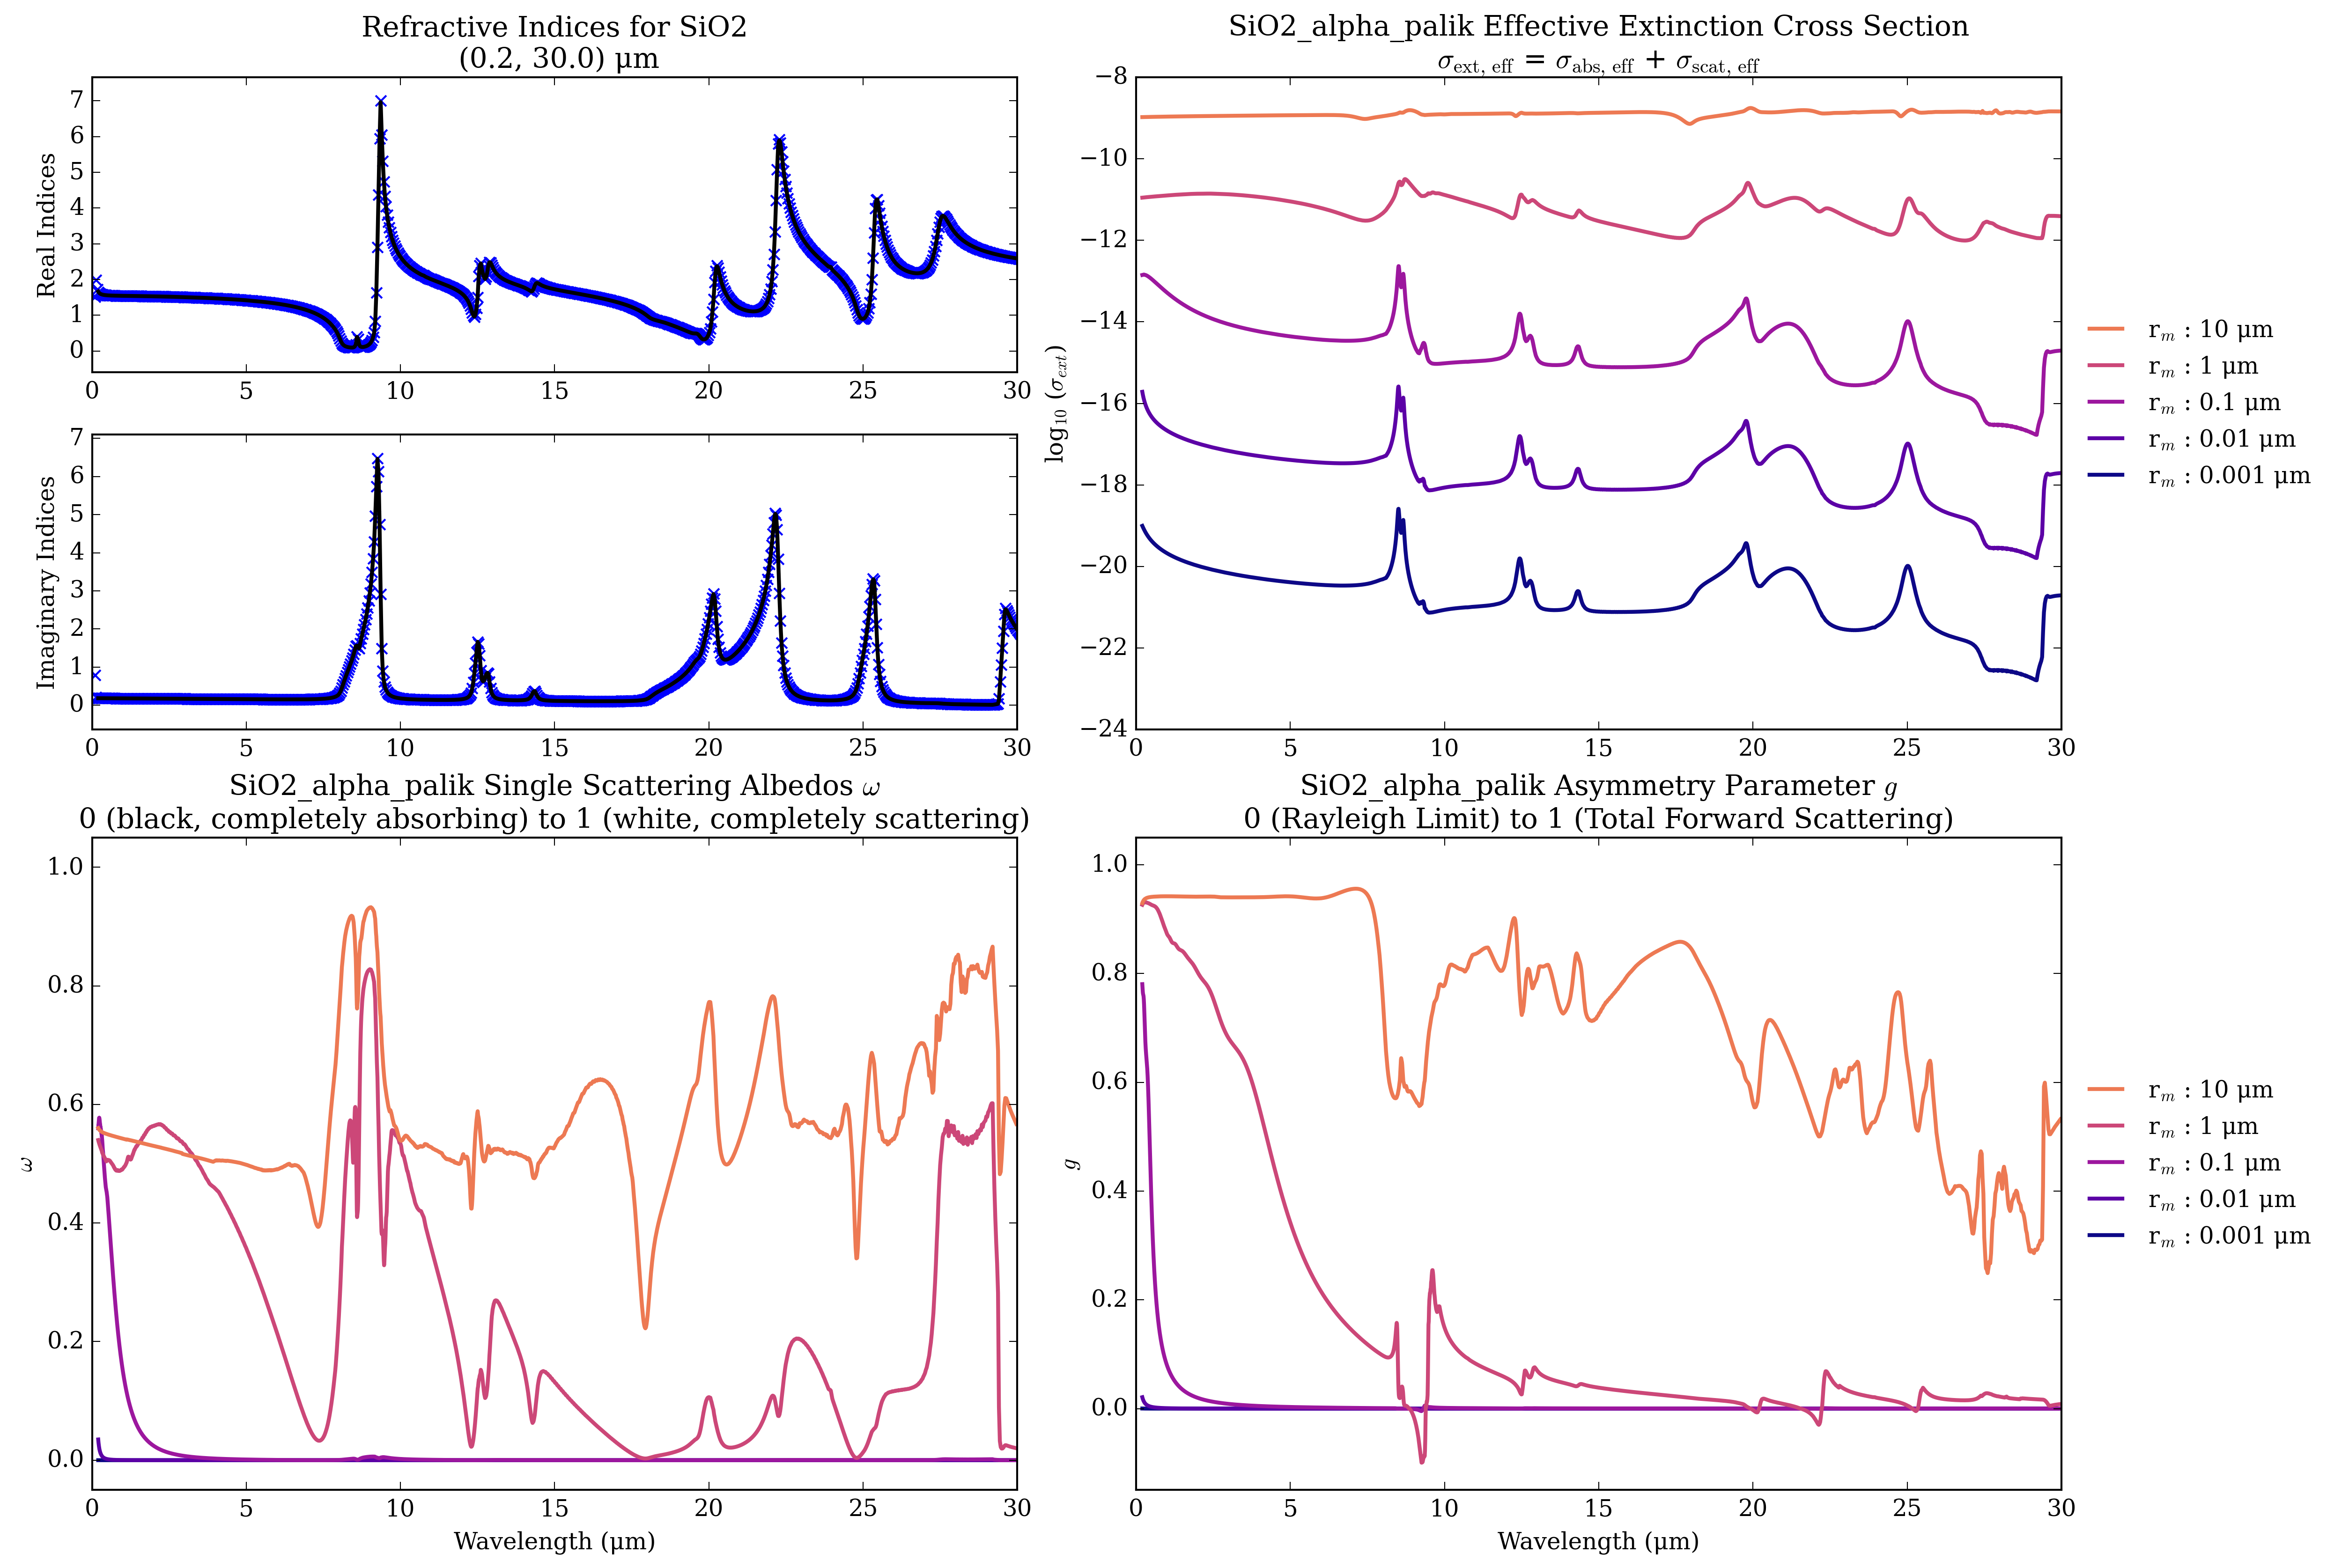 Refractive Indices for SiO2
(0.2, 30.0) µm
Real Indices
7
6
5
4
3
2
1
0
0 5 10 15 20 25 30
Imaginary Indices
7
6
5
4
3
2
1
0
0 5 10 15 20 25 30
SiO2_alpha_palik Effective Extinction Cross Section
σext, eff = σabs, eff + σscat, eff
log10 (σext)
−8
−10
−12
−14
−16
−18
−20
−22
−24
0 5 10 15 20 25 30
rm : 10 µm
rm : 1 µm
rm : 0.1 µm
rm : 0.01 µm
rm : 0.001 µm
SiO2_alpha_palik Single Scattering Albedos ω
0 (black, completely absorbing) to 1 (white, completely scattering)
ω
1.0
0.8
0.6
0.4
0.2
0.0
0 5 10 15 20 25 30
Wavelength (µm)
SiO2_alpha_palik Asymmetry Parameter g
0 (Rayleigh Limit) to 1 (Total Forward Scattering)
g
1.0
0.8
0.6
0.4
0.2
0.0
0 5 10 15 20 25 30
Wavelength (µm)
rm : 10 µm
rm : 1 µm
rm : 0.1 µm
rm : 0.01 µm
rm : 0.001 µm